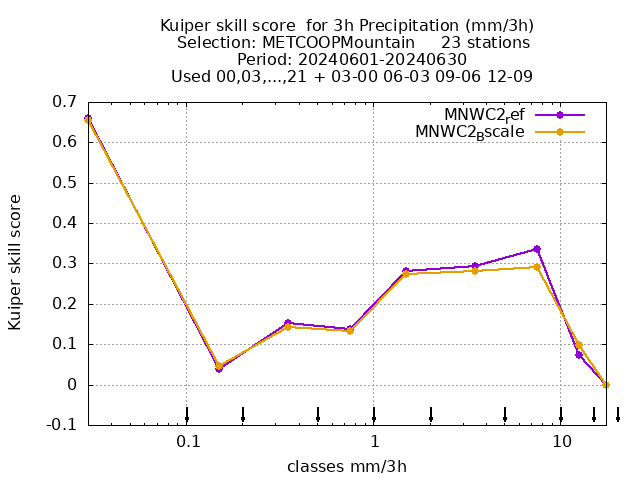 Kuiper skill score  for 3h Precipitation (mm/3h)
Selection: METCOOPMountain     23 stations
Period: 20240601-20240630
Used 00,03,...,21 + 03-00 06-03 09-06 12-09
MNWC2ref
MNWC2Bscale
Kuiper skill score
0.7
0.6
0.5
0.4
0.3
0.2
0.1
0
-0.1
0.1 1 10
classes mm/3h